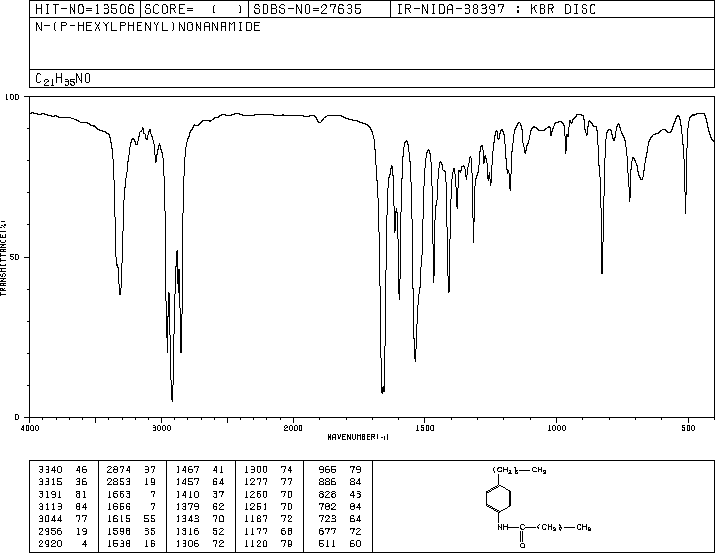 HIT-NO=13506 SCORE= ( ) SDBS-NO=27635 IR-NIDA-38397 : KBR DISC
N-(P-HEXYLPHENYL)NONANAMIDE
C21H35NO
100
50
0
TRANSMITTANCE(%)
4000 3000 2000 1500 1000 500
WAVENUMBER(-1)
3340 46 2874 37 1467 41 1300 74 966 79
3315 36 2853 19 1457 64 1277 77 886 84
3191 81 1663 7 1410 37 1260 70 828 43
3113 84 1656 7 1379 62 1251 70 782 84
3044 77 1615 55 1343 70 1187 72 723 64
2956 19 1598 35 1316 52 1177 68 677 72
2920 4 1538 16 1306 72 1120 79 511 60
NH
O